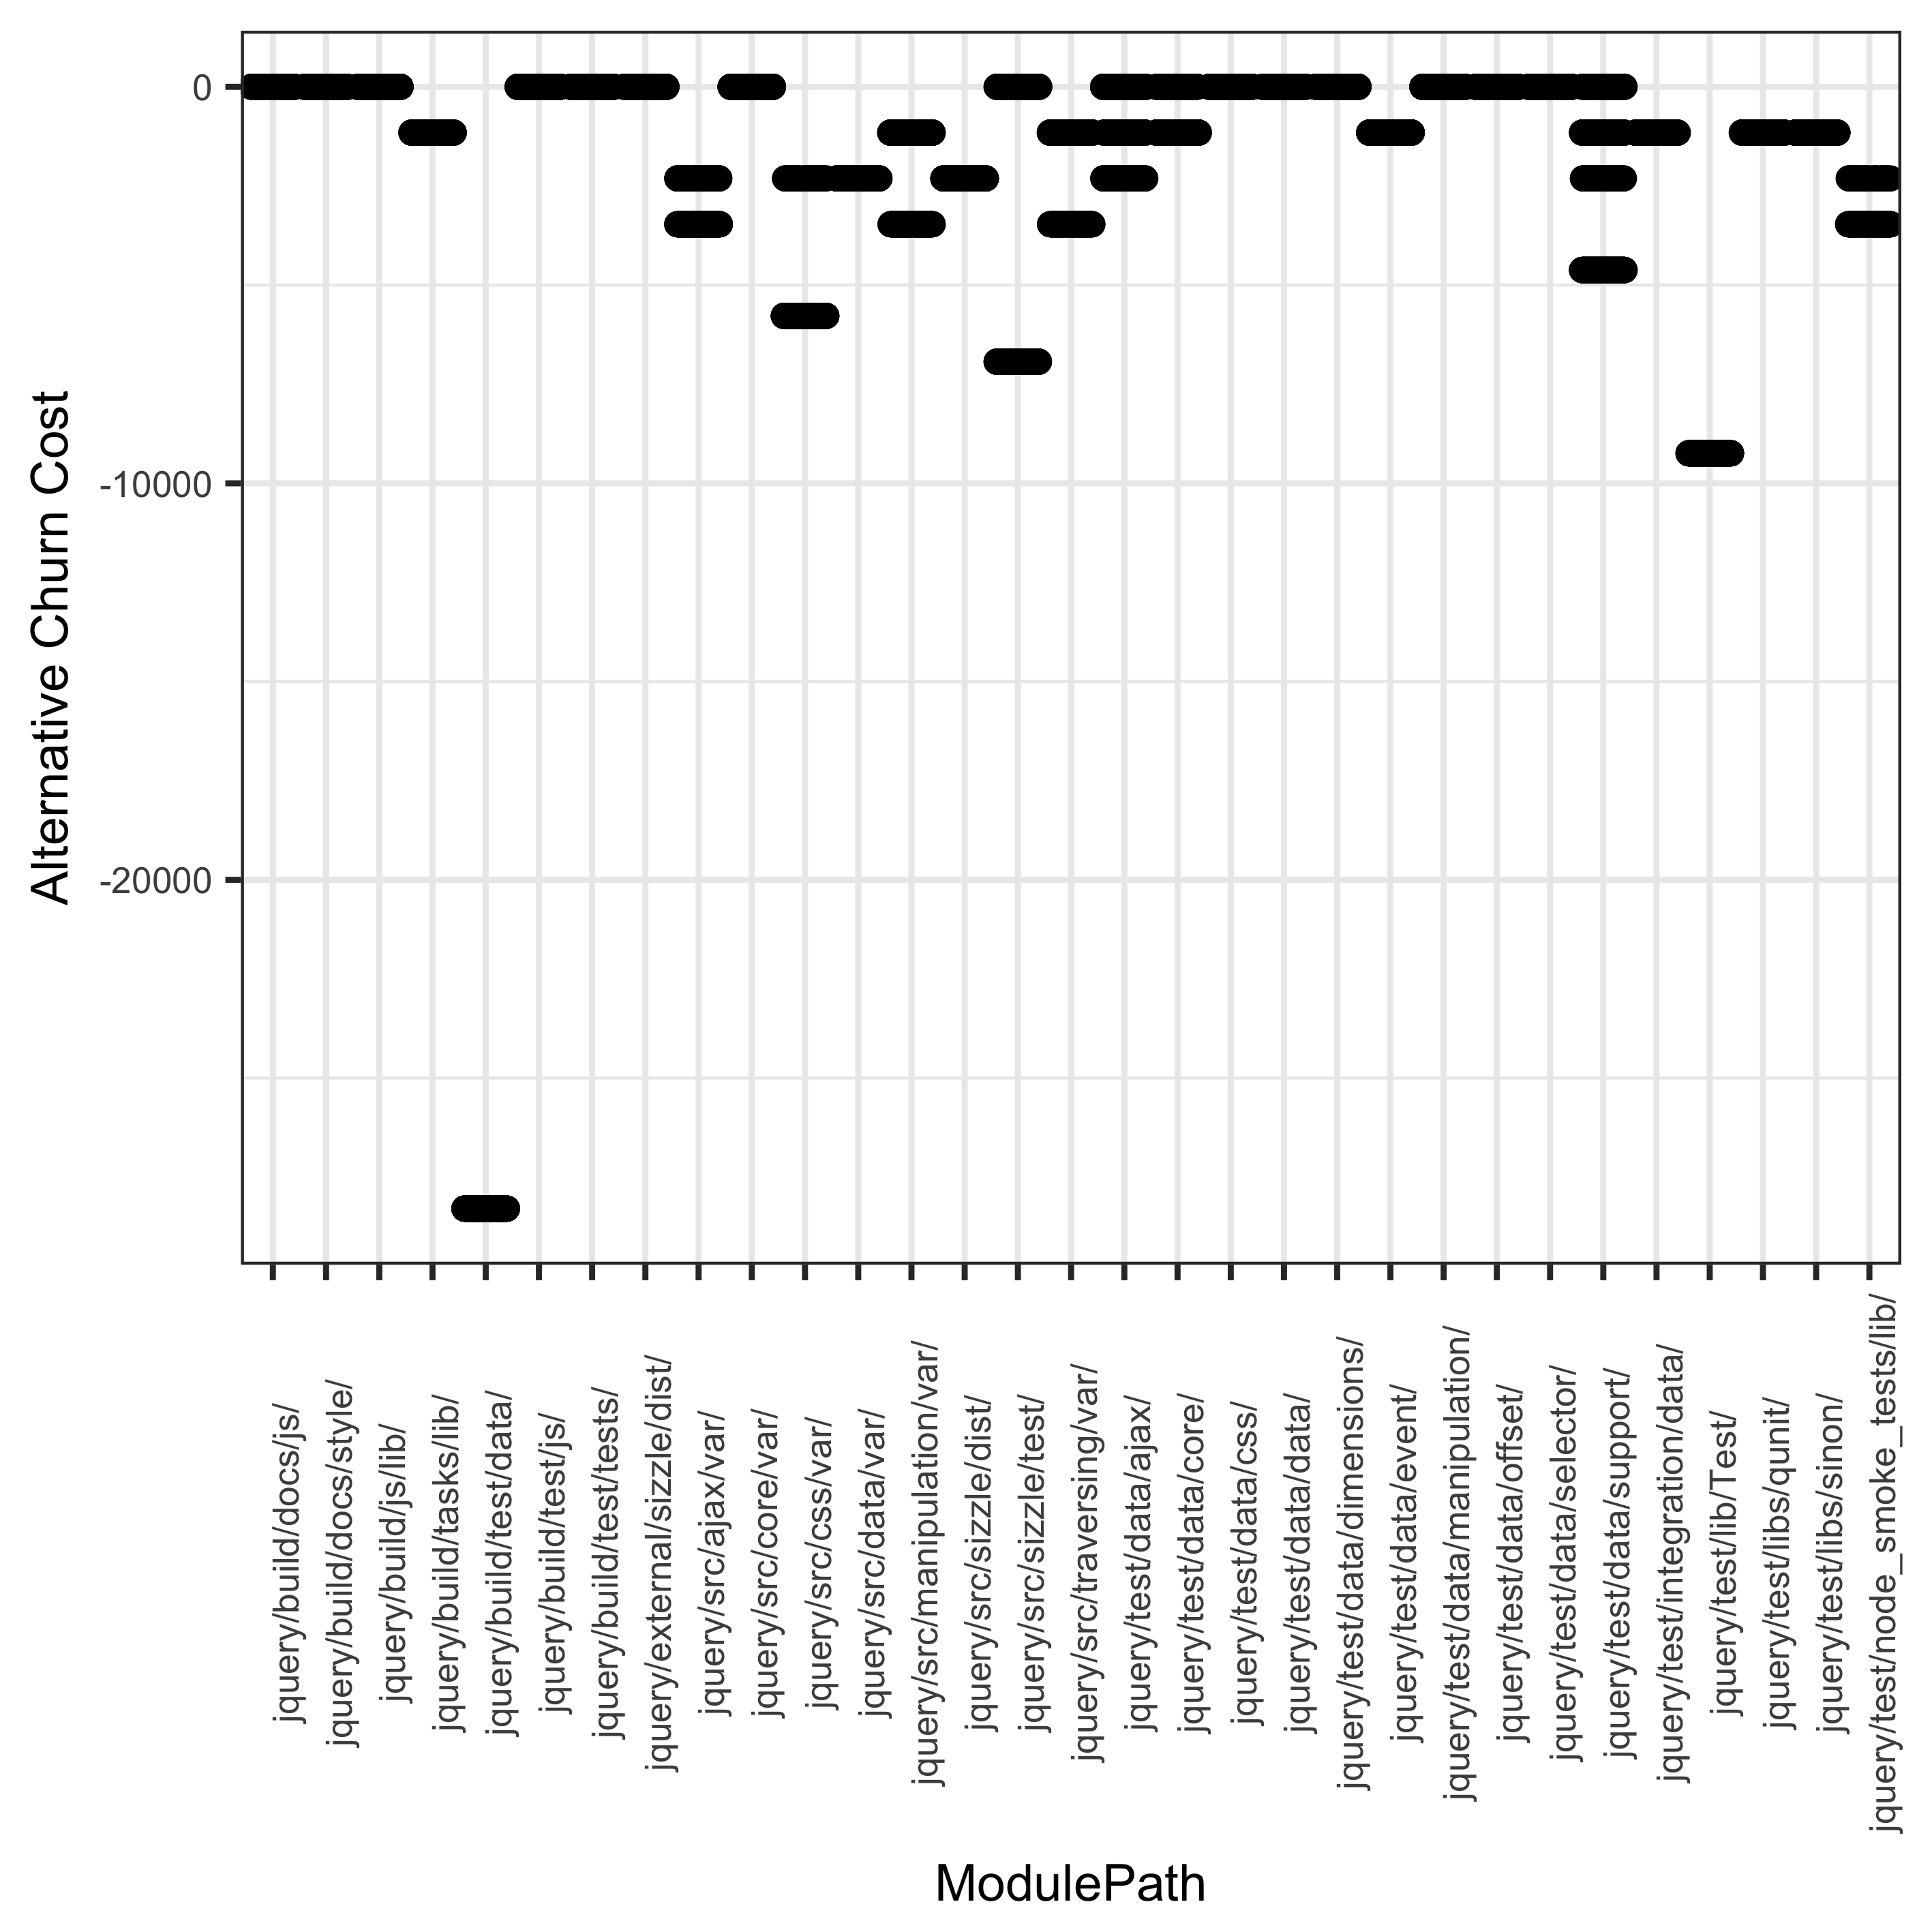 Alternative Churn Cost
0
-10000
-20000
jquery/build/docs/js/
jquery/build/docs/style/
jquery/build/js/lib/
jquery/build/tasks/lib/
jquery/build/test/data/
jquery/build/test/js/
jquery/build/test/tests/
jquery/external/sizzle/dist/
jquery/src/ajax/var/
jquery/src/core/var/
jquery/src/css/var/
jquery/src/data/var/
jquery/src/manipulation/var/
jquery/src/sizzle/dist/
jquery/src/sizzle/test/
jquery/src/traversing/var/
jquery/test/data/ajax/
jquery/test/data/core/
jquery/test/data/css/
jquery/test/data/data/
jquery/test/data/dimensions/
jquery/test/data/event/
jquery/test/data/manipulation/
jquery/test/data/offset/
jquery/test/data/selector/
jquery/test/data/support/
jquery/test/integration/data/
jquery/test/lib/Test/
jquery/test/libs/qunit/
jquery/test/libs/sinon/
jquery/test/node_smoke_tests/lib/
ModulePath